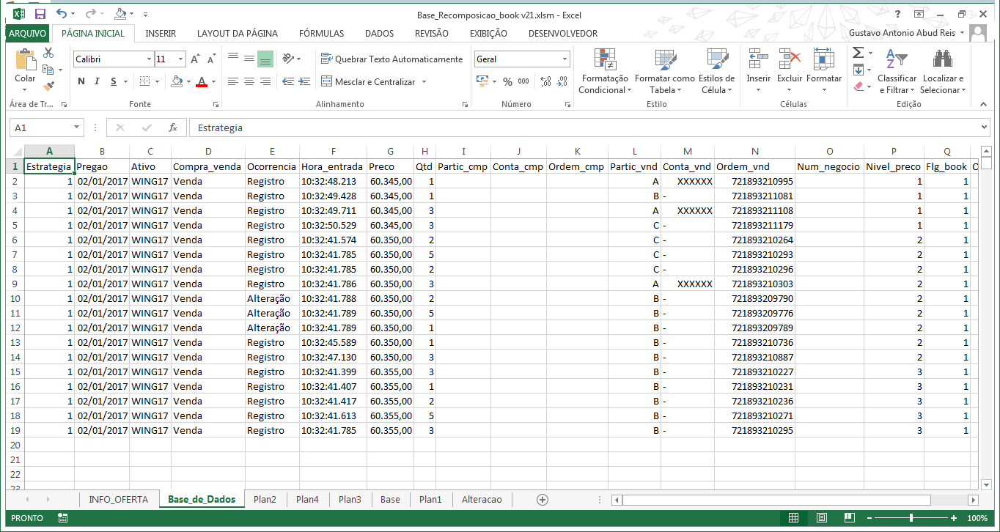 Base_Recomposicao_book v21.xlsm - Excel
?
ARQUIVO PÁGINA INICIAL INSERIR LAYOUT DA PÁGINA FÓRMULAS DADOS REVISÃO EXIBIÇÃO DESENVOLVEDOR Gustavo Antonio Abud Reis
Colar Calibri 11 A A Quebrar Texto Automaticamente Geral
N I S A Mesclar e Centralizar % 000
Formatação Condicional Formatar como Tabela Estilos de Célula Inserir Excluir Formatar Classificar e Filtrar Localizar e Selecionar
Área de Tr... Fonte Alinhamento Número Estilo Células Edição
A1 fx Estrategia
A B C D E F G H I J K L M N O P Q
1 Estrategia Pregao Ativo Compra_venda Ocorrencia Hora_entrada Preco Qtd Partic_cmp Conta_cmp Ordem_cmp Partic_vnd Conta_vnd Ordem_vnd Num_negocio Nivel_preco Flg_book
2 1 02/01/2017 WING17 Venda Registro 10:32:48.213 60.345,00 1 A XXXXXX 721893210995 1 1
3 1 02/01/2017 WING17 Venda Registro 10:32:49.428 60.345,00 1 B - 721893211081 1 1
4 1 02/01/2017 WING17 Venda Registro 10:32:49.711 60.345,00 3 A XXXXXX 721893211108 1 1
5 1 02/01/2017 WING17 Venda Registro 10:32:50.529 60.345,00 3 C - 721893211179 1 1
6 1 02/01/2017 WING17 Venda Registro 10:32:41.574 60.350,00 2 C - 721893210264 2 1
7 1 02/01/2017 WING17 Venda Registro 10:32:41.785 60.350,00 5 C - 721893210293 2 1
8 1 02/01/2017 WING17 Venda Registro 10:32:41.785 60.350,00 2 C - 721893210296 2 1
9 1 02/01/2017 WING17 Venda Registro 10:32:41.786 60.350,00 3 A XXXXXX 721893210303 2 1
10 1 02/01/2017 WING17 Venda Alteração 10:32:41.788 60.350,00 2 B - 721893209790 2 1
11 1 02/01/2017 WING17 Venda Alteração 10:32:41.789 60.350,00 5 B - 721893209776 2 1
12 1 02/01/2017 WING17 Venda Alteração 10:32:41.789 60.350,00 1 B - 721893209789 2 1
13 1 02/01/2017 WING17 Venda Registro 10:32:45.589 60.350,00 1 B - 721893210736 2 1
14 1 02/01/2017 WING17 Venda Registro 10:32:47.130 60.350,00 3 B - 721893210887 2 1
15 1 02/01/2017 WING17 Venda Registro 10:32:41.399 60.355,00 3 B - 721893210227 3 1
16 1 02/01/2017 WING17 Venda Registro 10:32:41.407 60.355,00 1 B - 721893210231 3 1
17 1 02/01/2017 WING17 Venda Registro 10:32:41.417 60.355,00 2 B - 721893210236 3 1
18 1 02/01/2017 WING17 Venda Registro 10:32:41.613 60.355,00 5 B - 721893210271 3 1
19 1 02/01/2017 WING17 Venda Registro 10:32:41.785 60.355,00 3 B - 721893210295 3 1
20
21
22
23
INFO_OFERTA Base_de_Dados Plan2 Plan4 Plan3 Base Plan1 Alteracao
PRONTO 100%